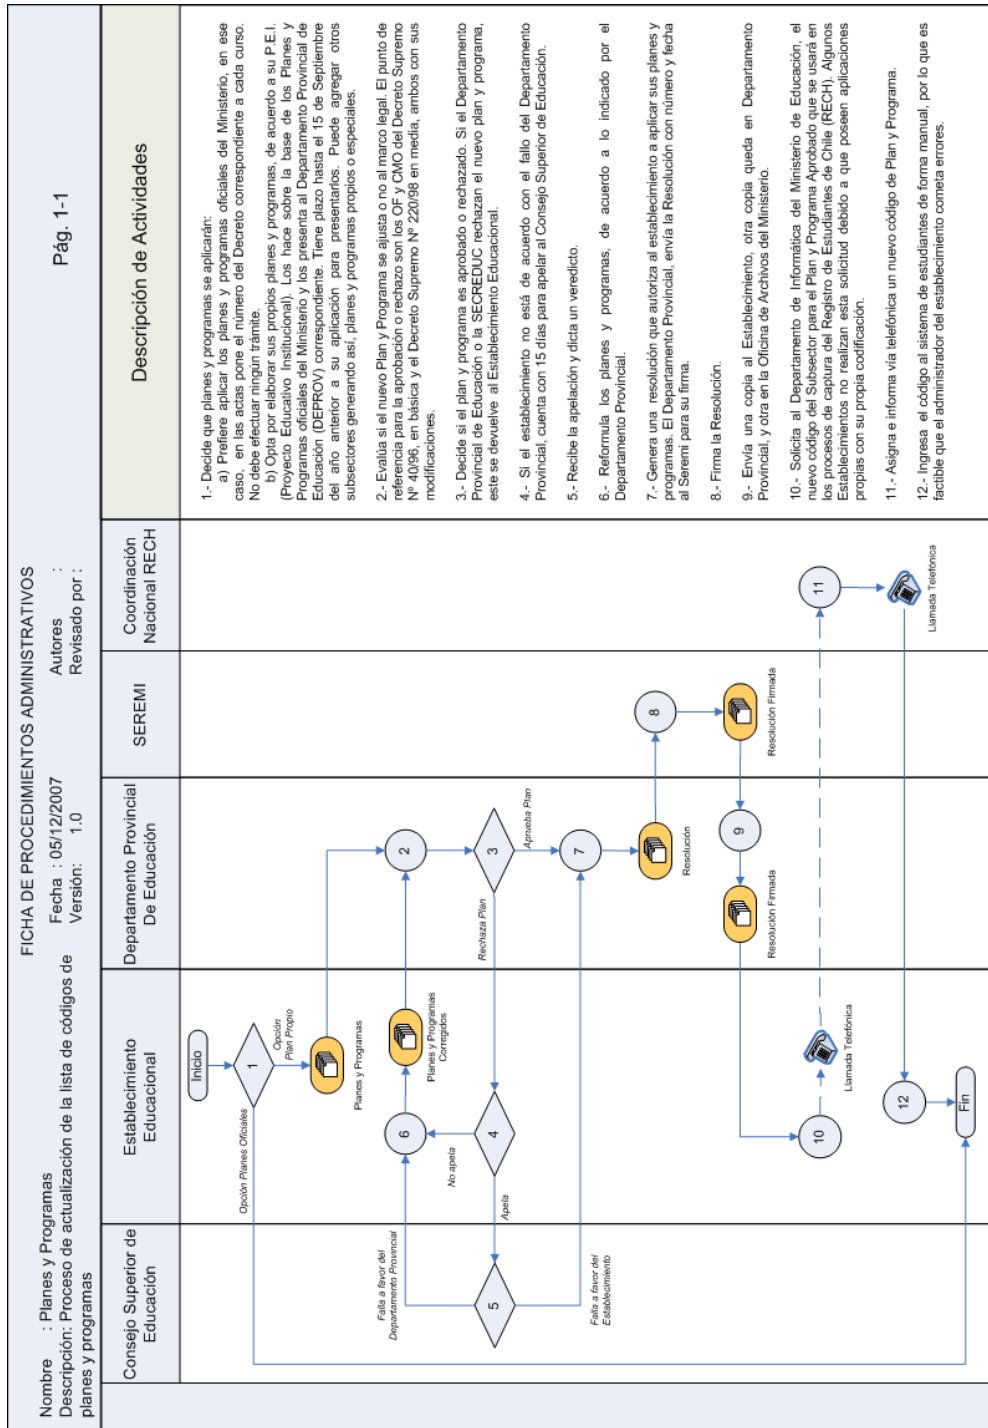 FICHA DE PROCEDIMIENTOS ADMINISTRATIVOS
Nombre : Planes y Programas
Descripción: Proceso de actualización de la lista de códigos de
planes y programas
Fecha : 05/12/2007
Versión: 1.0
Autores :
Revisado por :
Pág. 1-1
Consejo Superior de
Educación
Establecimiento
Educacional
Departamento Provincial
De Educación
SEREMI
Coordinación
Nacional RECH
Descripción de Actividades
Inicio
1
Opción Planes Oficiales
Opción
Plan Propio
Planes y Programas
2
Planes y Programas
Corregidos
6
3
Rechaza Plan
Aprueba Plan
4
No apela
Apela
5
Falla a favor del
Departamento Provincial
Falla a favor del
Establecimiento
7
Resolución
8
Resolución Firmada
9
Resolución Firmada
10
Llamada Telefónica
11
Llamada Telefónica
12
Fin
1.- Decide que planes y programas se aplicarán:
a) Prefiere aplicar los planes y programas oficiales del Ministerio, en ese
caso, en las actas pone el número del Decreto correspondiente a cada curso.
No debe efectuar ningún trámite.
b) Opta por elaborar sus propios planes y programas, de acuerdo a su P.E.I.
(Proyecto Educativo Institucional). Los hace sobre la base de los Planes y
Programas oficiales del Ministerio y los presenta al Departamento Provincial de
Educación (DEPROV) correspondiente. Tiene plazo hasta el 15 de Septiembre
del año anterior a su aplicación para presentarlos. Puede agregar otros
subsectores generando así, planes y programas propios o especiales.
2.- Evalúa si el nuevo Plan y Programa se ajusta o no al marco legal. El punto de
referencia para la aprobación o rechazo son los OF y CMO del Decreto Supremo
Nº 40/96, en básica y el Decreto Supremo Nº 220/98 en media, ambos con sus
modificaciones.
3.- Decide si el plan y programa es aprobado o rechazado. Si el Departamento
Provincia de Educación o la SECREDUC rechazan el nuevo plan y programa,
este se devuelve al Establecimiento Educacional.
4.- Si el establecimiento no está de acuerdo con el fallo del Departamento
Provincial, cuenta con 15 días para apelar al Consejo Superior de Educación.
5.- Recibe la apelación y dicta un veredicto.
6.- Reformula los planes y programas, de acuerdo a lo indicado por el
Departamento Provincial.
7.- Genera una resolución que autoriza al establecimiento a aplicar sus planes y
programas. El Departamento Provincial, envía la Resolución con número y fecha
al Seremi para su firma.
8.- Firma la Resolución.
9.- Envía una copia al Establecimiento, otra copia queda en Departamento
Provincial, y otra en la Oficina de Archivos del Ministerio.
10.- Solicita al Departamento de Informática del Ministerio de Educación, el
nuevo código del Subsector para el Plan y Programa Aprobado que se usará en
los procesos de captura del Registro de Estudiantes de Chile (RECH). Algunos
Establecimientos no realizan esta solicitud debido a que poseen aplicaciones
propias con su propia codificación.
11.- Asigna e informa vía telefónica un nuevo código de Plan y Programa.
12.- Ingresa el código al sistema de estudiantes de forma manual, por lo que es
factible que el administrador del establecimiento cometa errores.